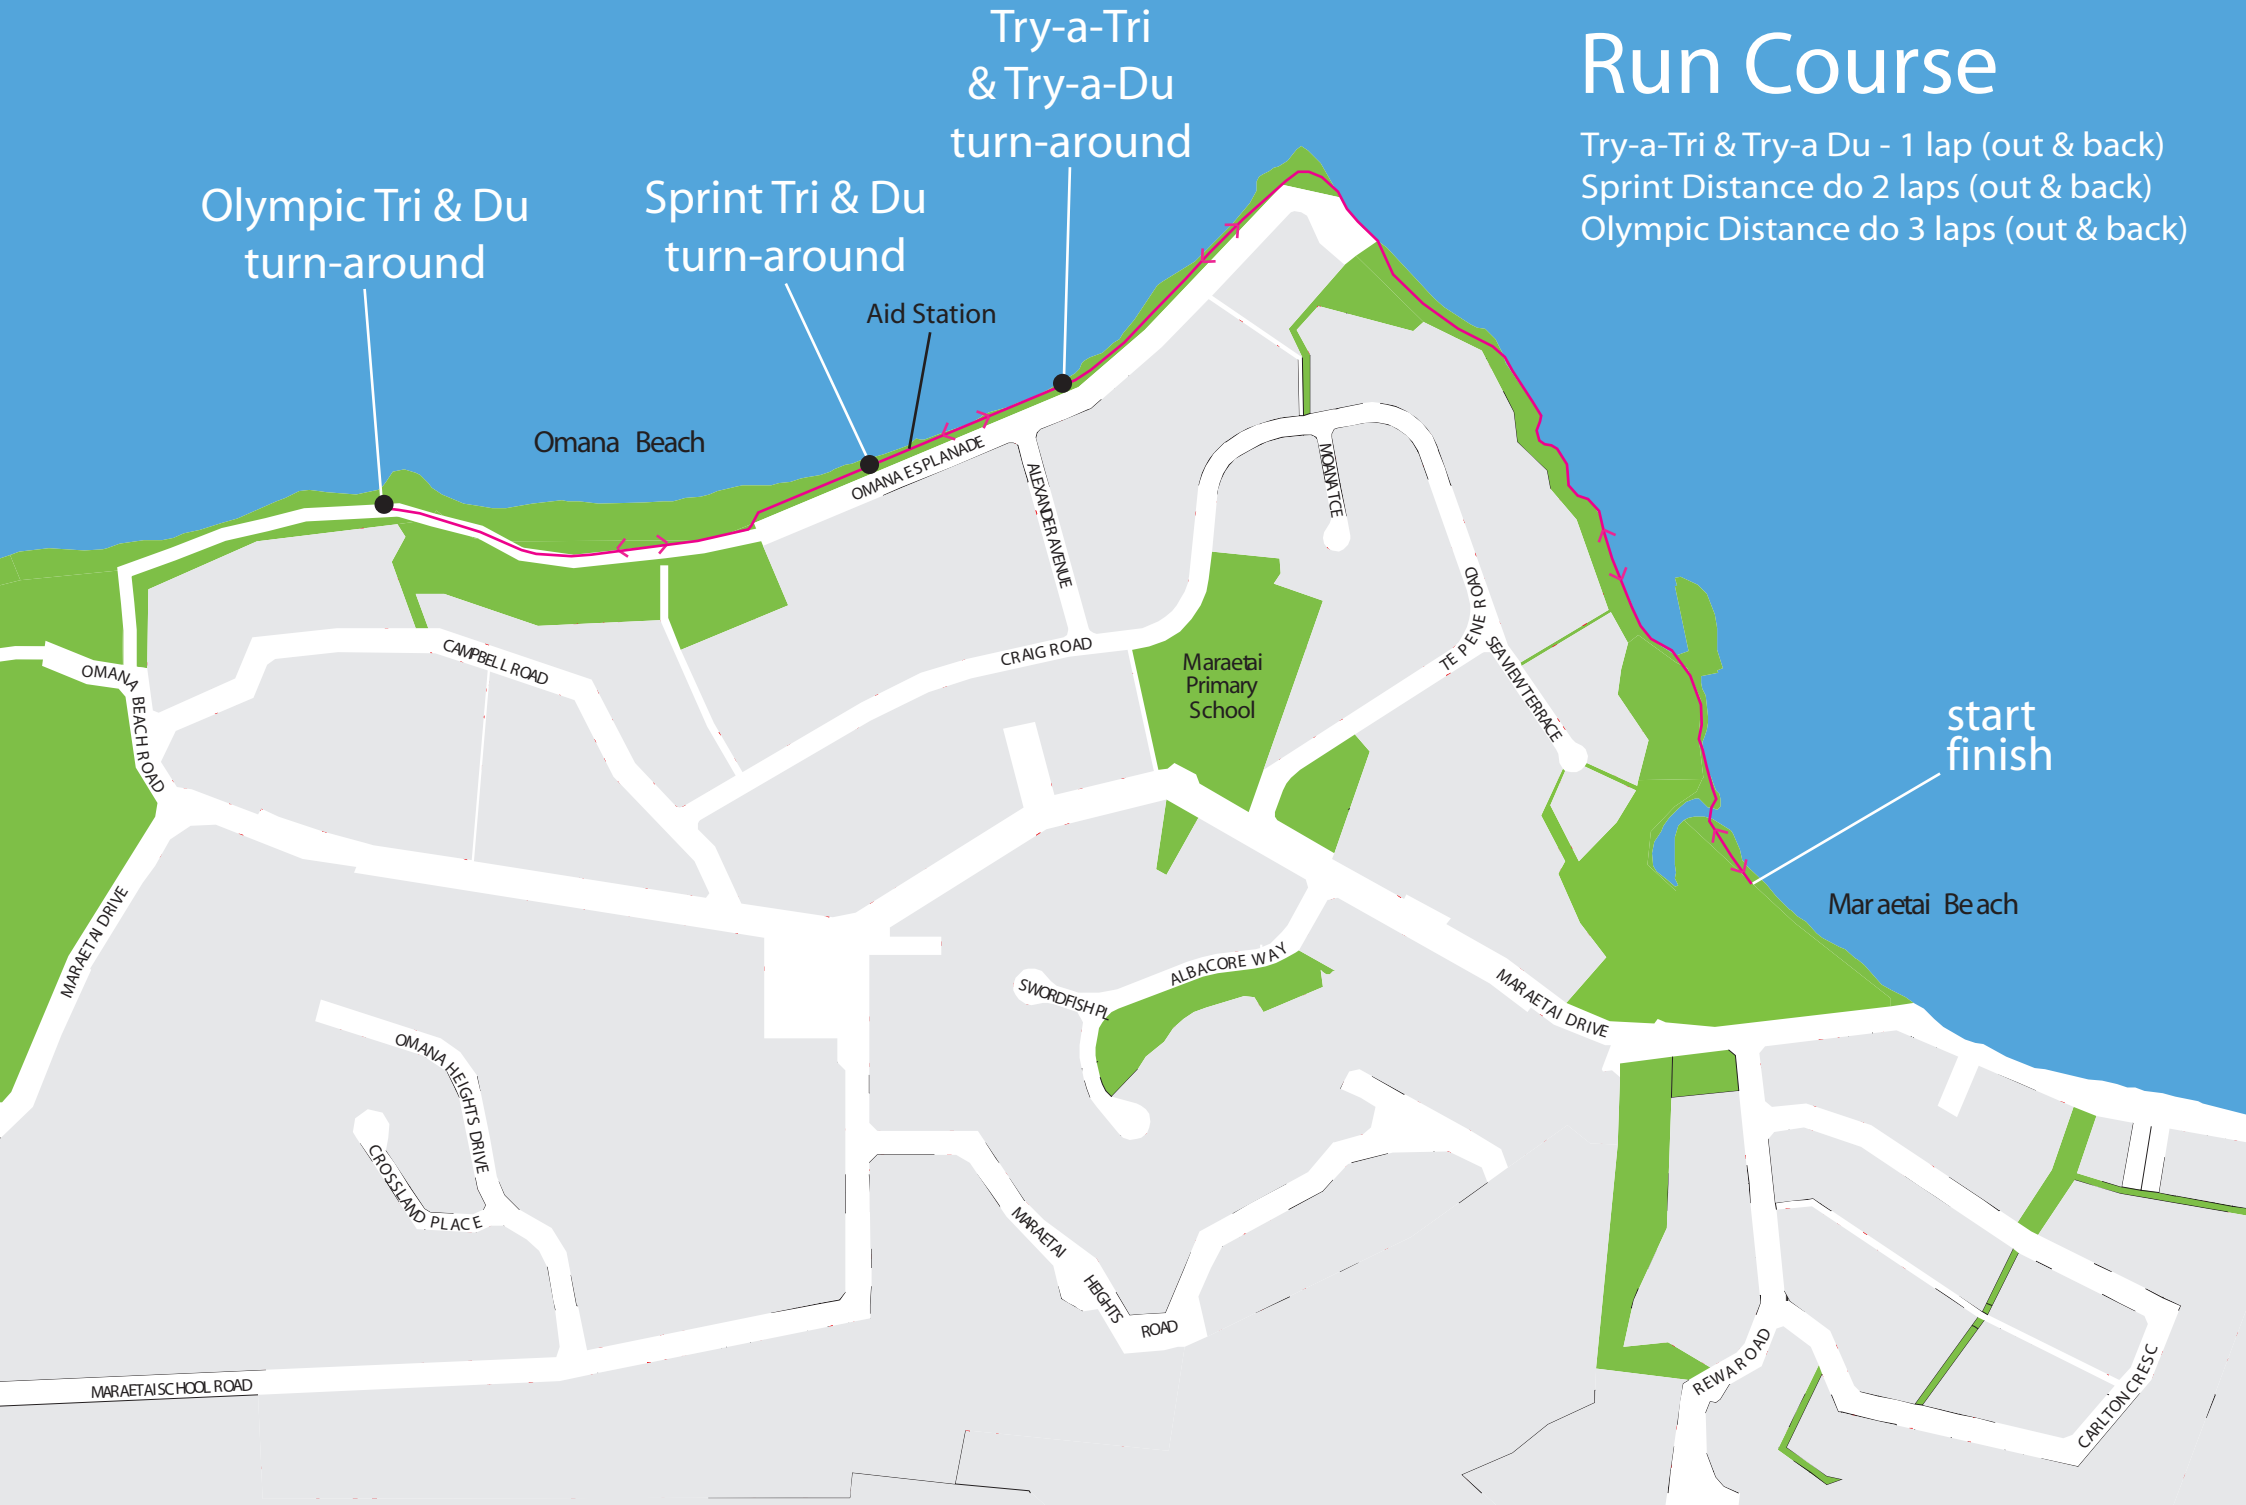 Try-a-Tri
& Try-a-Du
turn-around
Run Course
Try-a-Tri & Try-a Du - 1 lap (out & back)
Sprint Distance do 2 laps (out & back)
Olympic Distance do 3 laps (out & back)
Olympic Tri & Du
turn-around
Sprint Tri & Du
turn-around
Aid Station
Omana Beach
OMANA ESPLANADE
ALEXANDER AVENUE
MOANA TCE
TE PENE ROAD
SEAVIEW TERRACE
CRAIG ROAD
CAMPBELL ROAD
OMANA BEACH ROAD
Maraetai
Primary
School
start
finish
Maraetai Beach
MARAETAI DRIVE
ALBACORE WAY
SWORDFISH PL
MARAETAI DRIVE
OMANA HEIGHTS DRIVE
CROSSLAND PLACE
MARAETAI HEIGHTS ROAD
REWA ROAD
CARLTON CRESC
MARAETAI SCHOOL ROAD